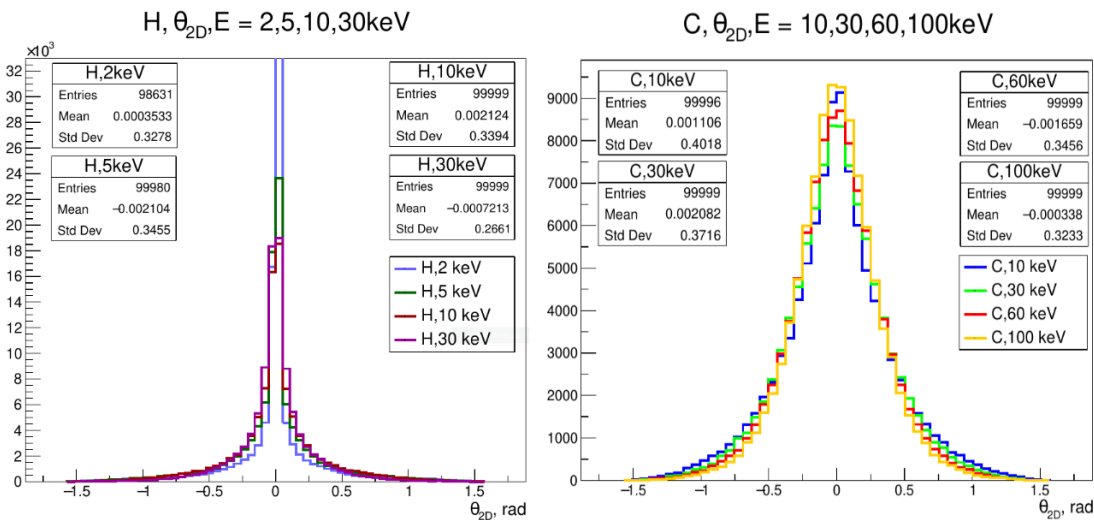 H, θ2D,E = 2,5,10,30keV
×10³
32
30
28
26
24
22
20
18
16
14
12
10
8
6
4
2
0
H,2keV
Entries 98631
Mean 0.0003533
Std Dev 0.3278
H,10keV
Entries 99999
Mean 0.002124
Std Dev 0.3394
H,5keV
Entries 99980
Mean −0.002104
Std Dev 0.3455
H,30keV
Entries 99999
Mean −0.0007213
Std Dev 0.2661
H,2 keV
H,5 keV
H,10 keV
H,30 keV
−1.5 −1 −0.5 0 0.5 1 1.5
θ2D, rad
C, θ2D,E = 10,30,60,100keV
9000
8000
7000
6000
5000
4000
3000
2000
1000
0
C,10keV
Entries 99996
Mean 0.001106
Std Dev 0.4018
C,60keV
Entries 99999
Mean −0.001659
Std Dev 0.3456
C,30keV
Entries 99999
Mean 0.002082
Std Dev 0.3716
C,100keV
Entries 99999
Mean −0.000338
Std Dev 0.3233
C,10 keV
C,30 keV
C,60 keV
C,100 keV
−1.5 −1 −0.5 0 0.5 1 1.5
θ2D, rad